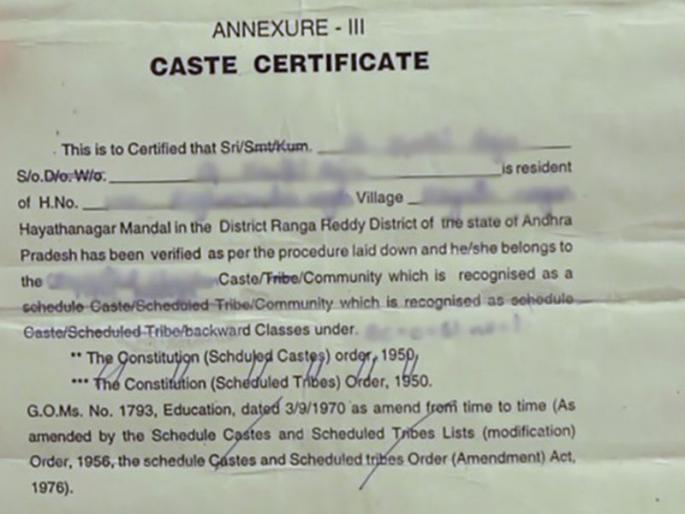 ANNEXURE - III
CASTE CERTIFICATE
This is to Certified that Sri/Smt/Kum.
S/o.D/o. W/o. is resident
of H.No. Village
Hayathanagar Mandal in the District Ranga Reddy District of the state of Andhra
Pradesh has been verified as per the procedure laid down and he/she belongs to
the Caste/Tribe/Community which is recognised as a
schedule Caste/Scheduled Tribe/Community which is recognised as schedule
Caste/Scheduled Tribe/backward Classes under.
** The Constitution (Schduled Castes) order, 1950,
*** The Constitution (Scheduled Tribes) Order, 1950.
G.O.Ms. No. 1793, Education, dated 3/9/1970 as amend from time to time (As
amended by the Schedule Castes and Scheduled Tribes Lists (modification)
Order, 1956, the schedule Castes and Scheduled tribes Order (Amendment) Act,
1976).